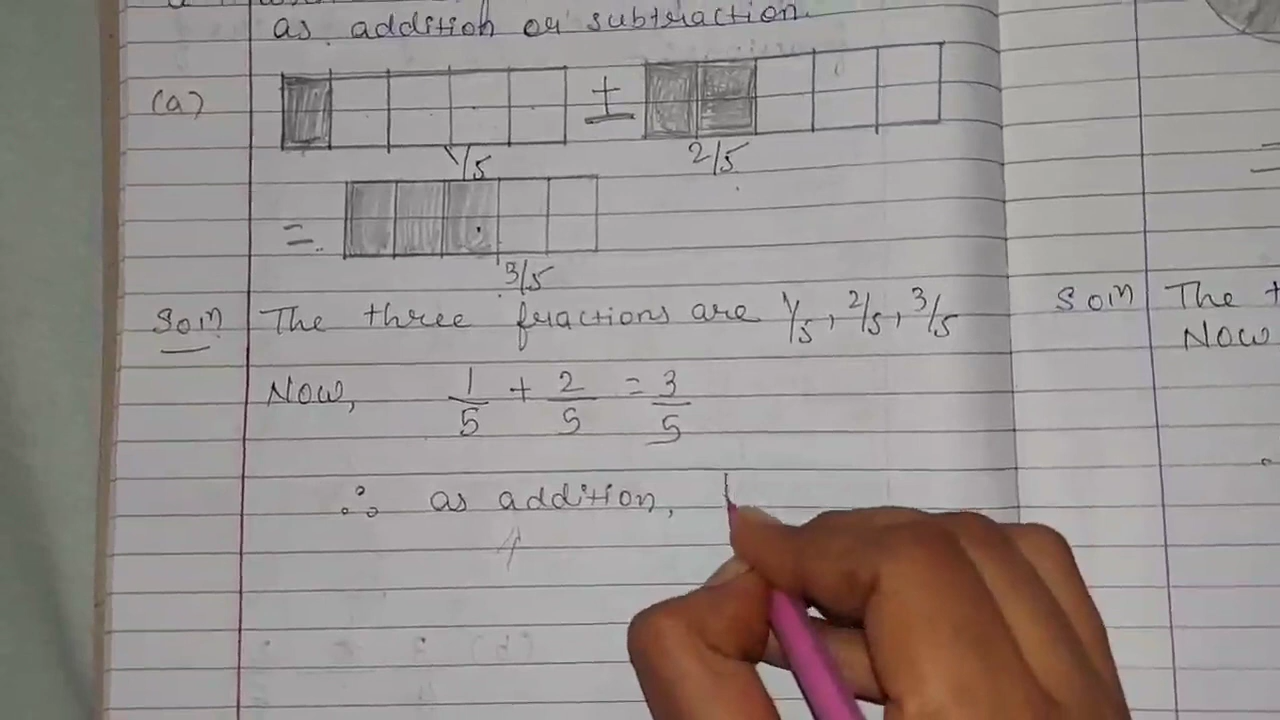 as addition or subtraction.
(a) ±
1/5 2/5
=
3/5
Soln The three fractions are 1/5, 2/5, 3/5
Now, 1/5 + 2/5 = 3/5
∴ as addition,
Soln The
Now